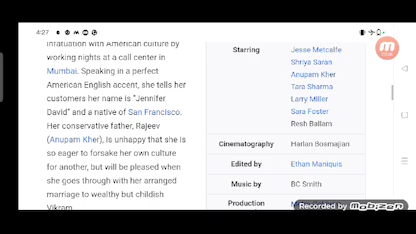 4:27
infatuation with American culture by
working nights at a call center in
Mumbai. Speaking in a perfect
American English accent, she tells her
customers her name is "Jennifer
David" and a native of San Francisco.
Her conservative father, Rajeev
(Anupam Kher), is unhappy that she is
so eager to forsake her own culture
for another, but will be pleased when
she goes through with her arranged
marriage to wealthy but childish
Vikram.
Starring
Jesse Metcalfe
Shriya Saran
Anupam Kher
Tara Sharma
Larry Miller
Sara Foster
Resh Ballam
Cinematography Harlan Bosmajian
Edited by Ethan Maniquis
Music by BC Smith
Production
Recorded by Mobizen